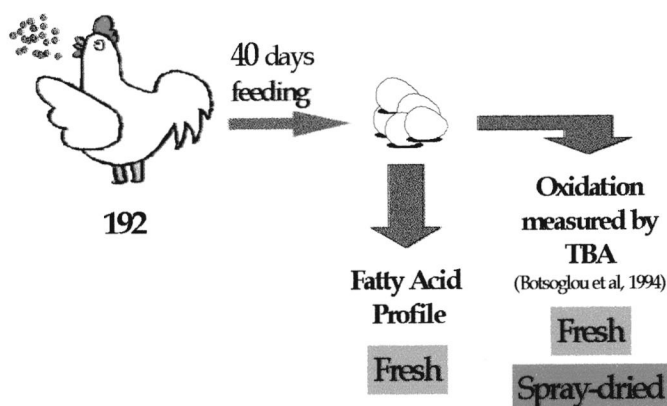 40 days
feeding
192
Fatty Acid
Profile
Fresh
Oxidation
measured by
TBA
(Botsoglou et al, 1994)
Fresh
Spray-dried